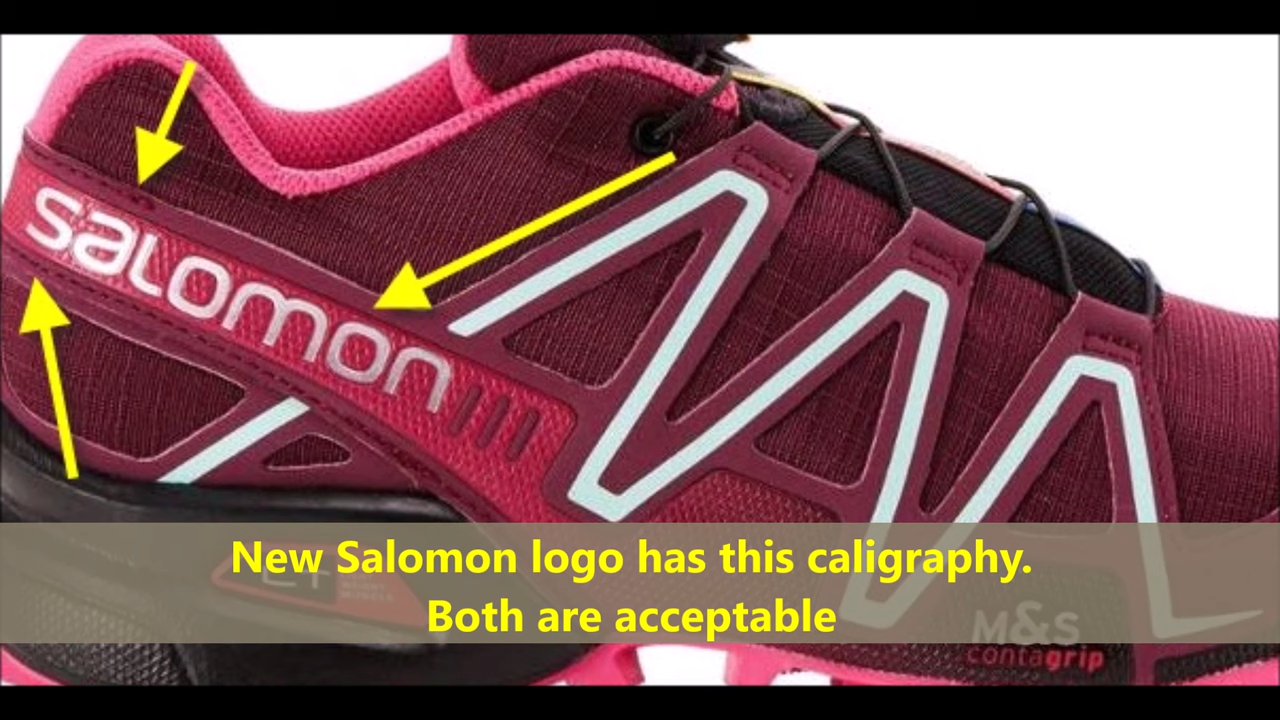 salomon
New Salomon logo has this caligraphy.
Both are acceptable
M&S
contagrip